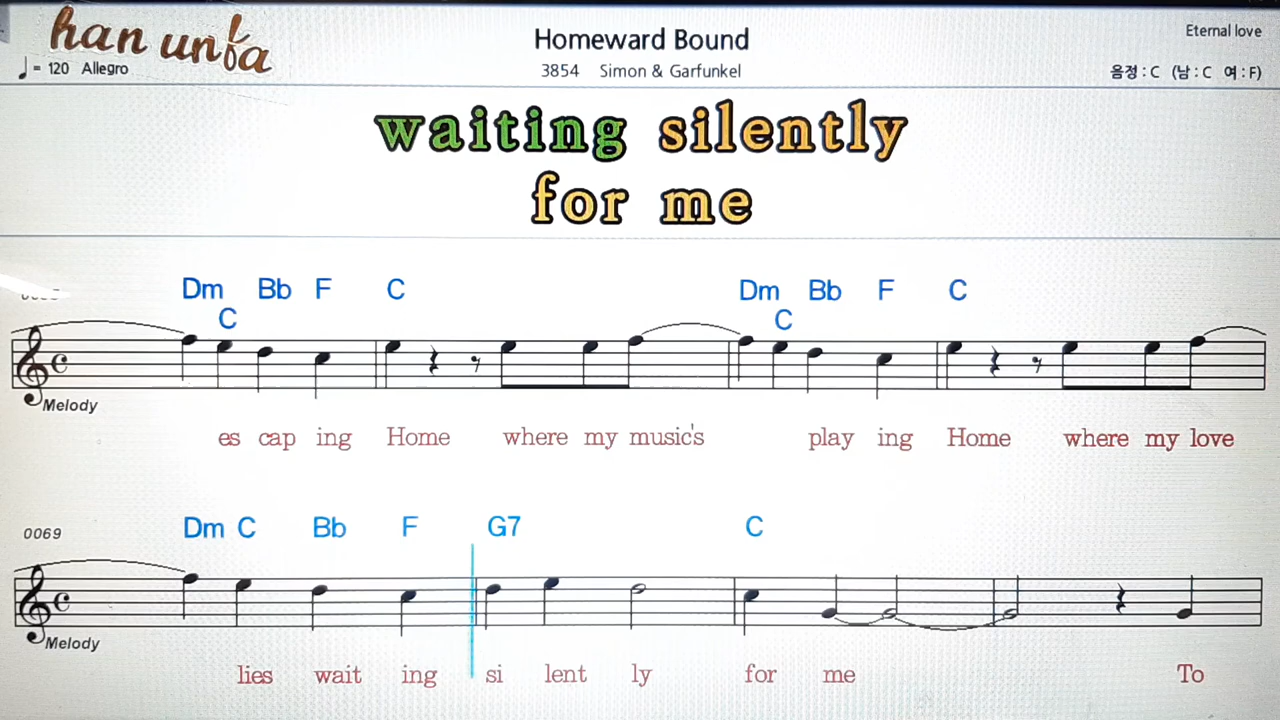 han unfa
Homeward Bound
Eternal love
= 120 Allegro
3854 Simon & Garfunkel
음정 : C (남 : C 여 : F)
waiting silently
for me
Dm Bb F C Dm Bb F C
C C
Melody
es cap ing Home where my music's play ing Home where my love
0069
Dm C Bb F G7 C
Melody
lies wait ing si lent ly for me To